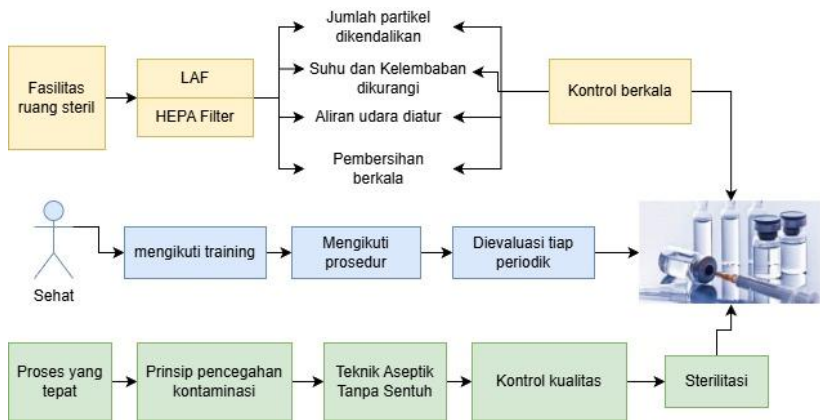 Jumlah partikel
dikendalikan
Fasilitas
ruang steril
LAF
HEPA Filter
Suhu dan Kelembaban
dikurangi
Aliran udara diatur
Pembersihan
berkala
Kontrol berkala
Sehat
mengikuti training
Mengikuti
prosedur
Dievaluasi tiap
periodik
Proses yang
tepat
Prinsip pencegahan
kontaminasi
Teknik Aseptik
Tanpa Sentuh
Kontrol kualitas
Sterilitasi